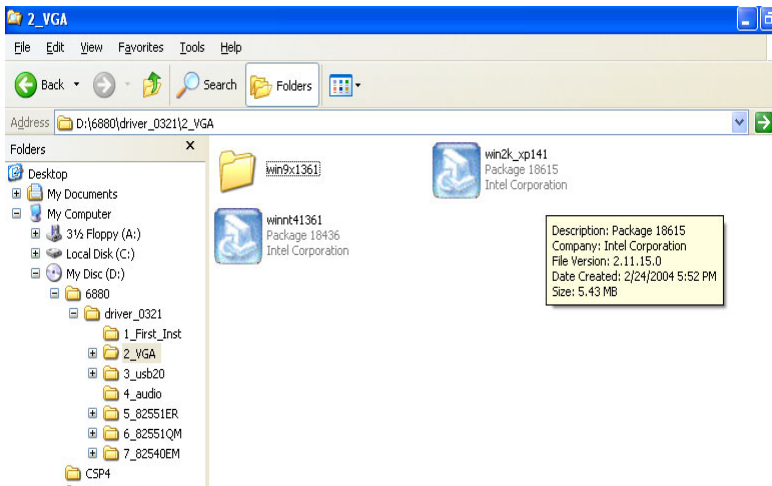 2_VGA
File Edit View Favorites Tools Help
Back Search Folders
Address D:\6880\driver_0321\2_VGA
Folders x
Desktop
My Documents
My Computer
3½ Floppy (A:)
Local Disk (C:)
My Disc (D:)
6880
driver_0321
1_First_Inst
2_VGA
3_usb20
4_audio
5_82551ER
6_82551QM
7_82540EM
CSP4
win9x1361
win2k_xp141
Package 18615
Intel Corporation
winnt41361
Package 18436
Intel Corporation
Description: Package 18615
Company: Intel Corporation
File Version: 2.11.15.0
Date Created: 2/24/2004 5:52 PM
Size: 5.43 MB